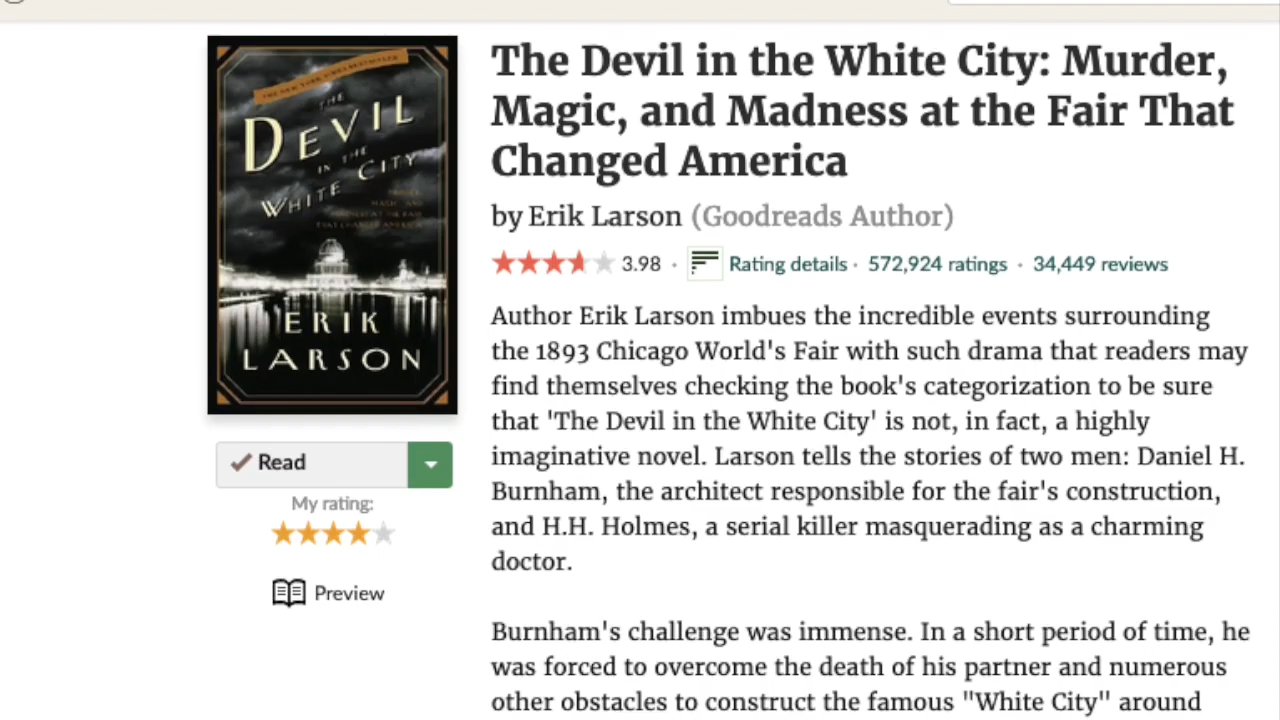 The Devil in the White City: Murder,
Magic, and Madness at the Fair That
Changed America
by Erik Larson (Goodreads Author)
3.98 · Rating details · 572,924 ratings · 34,449 reviews
Author Erik Larson imbues the incredible events surrounding
the 1893 Chicago World's Fair with such drama that readers may
find themselves checking the book's categorization to be sure
that 'The Devil in the White City' is not, in fact, a highly
imaginative novel. Larson tells the stories of two men: Daniel H.
Burnham, the architect responsible for the fair's construction,
and H.H. Holmes, a serial killer masquerading as a charming
doctor.
Burnham's challenge was immense. In a short period of time, he
was forced to overcome the death of his partner and numerous
other obstacles to construct the famous "White City" around
THE NEW YORK TIMES BESTSELLER
THE
DEVIL
IN THE
WHITE CITY
ERIK
LARSON
Read
My rating:
Preview